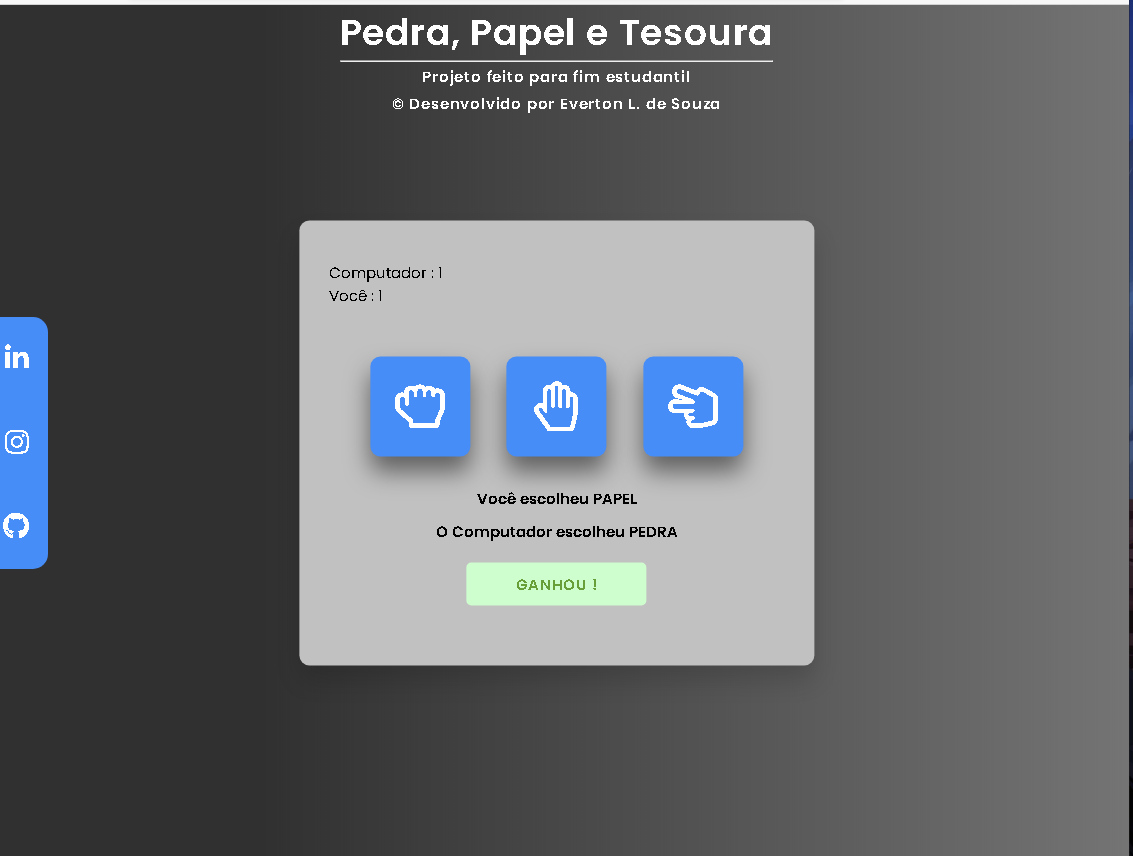 Pedra, Papel e Tesoura
Projeto feito para fim estudantil
© Desenvolvido por Everton L. de Souza
Computador : 1
Você : 1
in
Você escolheu PAPEL
O Computador escolheu PEDRA
GANHOU !